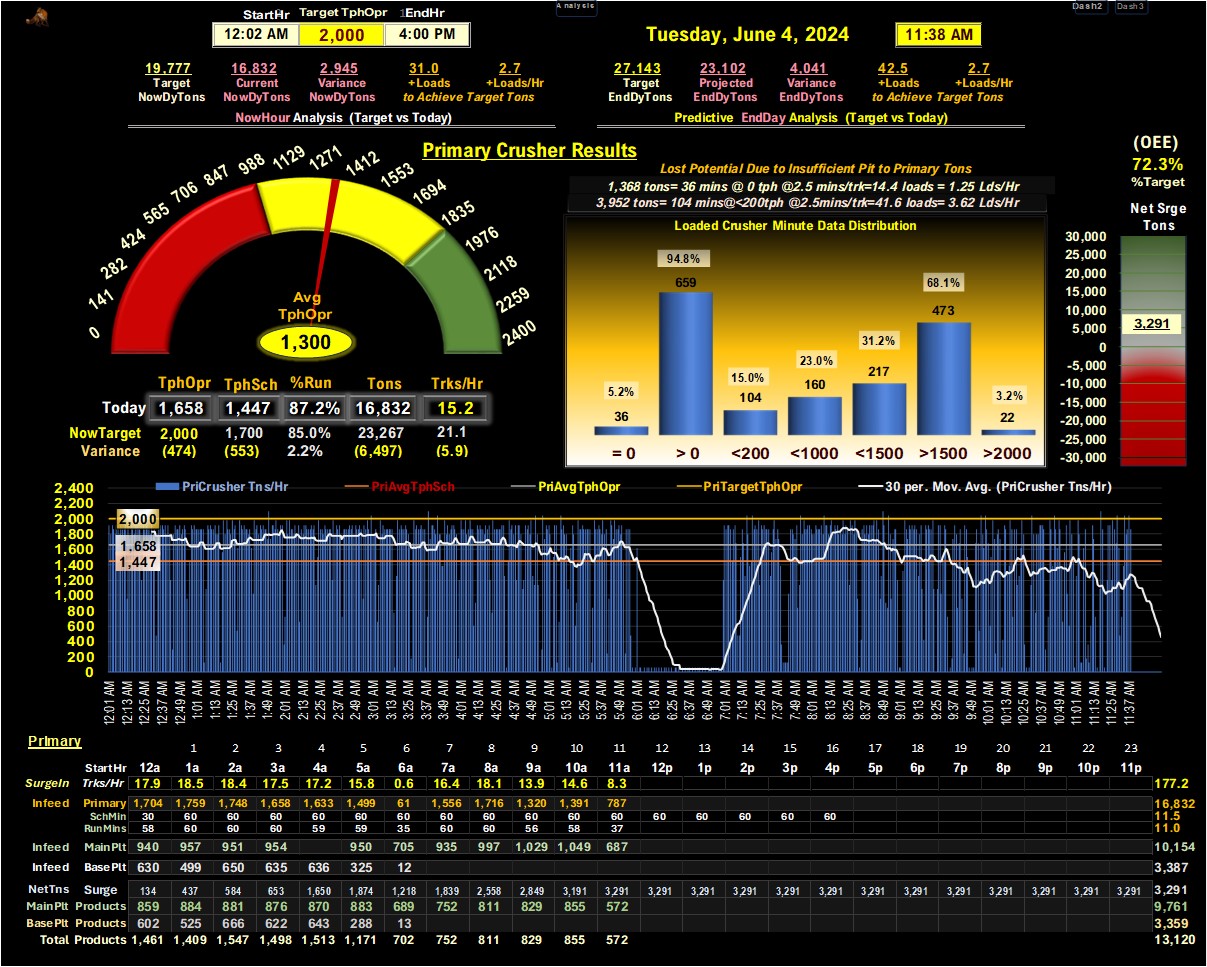 Analysis
Dash2 Dash3
StartHr Target TphOpr 1EndHr
12:02 AM 2,000 4:00 PM
Tuesday, June 4, 2024 11:38 AM
19,777 16,832 2,945 31.0 2.7
Target Current Variance +Loads +Loads/Hr
NowDyTons NowDyTons NowDyTons to Achieve Target Tons
NowHour Analysis (Target vs Today)
27,143 23,102 4,041 42.5 2.7
Target Projected Variance +Loads +Loads/Hr
EndDyTons EndDyTons EndDyTons to Achieve Target Tons
Predictive EndDay Analysis (Target vs Today)
Primary Crusher Results
0 141 282 424 565 706 847 988 1129 1271 1412 1553 1694 1835 1976 2118 2259 2400
Avg
TphOpr
1,300
TphOpr TphSch %Run Tons Trks/Hr
Today 1,658 1,447 87.2% 16,832 15.2
NowTarget 2,000 1,700 85.0% 23,267 21.1
Variance (474) (553) 2.2% (6,497) (5.9)
Lost Potential Due to Insufficient Pit to Primary Tons
1,368 tons= 36 mins @ 0 tph @2.5 mins/trk=14.4 loads = 1.25 Lds/Hr
3,952 tons= 104 mins@<200tph @2.5mins/trk=41.6 loads= 3.62 Lds/Hr
Loaded Crusher Minute Data Distribution
5.2% 94.8% 15.0% 23.0% 31.2% 68.1% 3.2%
36 659 104 160 217 473 22
= 0 > 0 <200 <1000 <1500 >1500 >2000
(OEE)
72.3%
%Target
Net Srge
Tons
30,000
25,000
20,000
15,000
10,000
5,000
0
-5,000
-10,000
-15,000
-20,000
-25,000
-30,000
3,291
PriCrusher Tns/Hr PriAvgTphSch PriAvgTphOpr PriTargetTphOpr 30 per. Mov. Avg. (PriCrusher Tns/Hr)
2,400
2,200
2,000
1,800
1,600
1,400
1,200
1,000
800
600
400
200
0
2,000
1,658
1,447
12:01 AM 12:13 AM 12:25 AM 12:37 AM 12:49 AM 1:01 AM 1:13 AM 1:25 AM 1:37 AM 1:49 AM 2:01 AM 2:13 AM 2:25 AM 2:37 AM 2:49 AM 3:01 AM 3:13 AM 3:25 AM 3:37 AM 3:49 AM 4:01 AM 4:13 AM 4:25 AM 4:37 AM 4:49 AM 5:01 AM 5:13 AM 5:25 AM 5:37 AM 5:49 AM 6:01 AM 6:13 AM 6:25 AM 6:37 AM 6:49 AM 7:01 AM 7:13 AM 7:25 AM 7:37 AM 7:49 AM 8:01 AM 8:13 AM 8:25 AM 8:37 AM 8:49 AM 9:01 AM 9:13 AM 9:25 AM 9:37 AM 9:49 AM 10:01 AM 10:13 AM 10:25 AM 10:37 AM 10:49 AM 11:01 AM 11:13 AM 11:25 AM 11:37 AM
Primary
1 2 3 4 5 6 7 8 9 10 11 12 13 14 15 16 17 18 19 20 21 22 23
StartHr 12a 1a 2a 3a 4a 5a 6a 7a 8a 9a 10a 11a 12p 1p 2p 3p 4p 5p 6p 7p 8p 9p 10p 11p
SurgeIn Trks/Hr 17.9 18.5 18.4 17.5 17.2 15.8 0.6 16.4 18.1 13.9 14.6 8.3 177.2
Infeed Primary 1,704 1,759 1,748 1,658 1,633 1,499 61 1,556 1,716 1,320 1,391 787 16,832
SchMin 30 60 60 60 60 60 60 60 60 60 60 60 60 60 60 60 60 11.5
RunMins 58 60 60 60 59 59 35 60 60 56 58 37 11.0
Infeed MainPlt 940 957 951 954 950 705 935 997 1,029 1,049 687 10,154
Infeed BasePlt 630 499 650 635 636 325 12 3,387
NetTns Surge 134 437 584 653 1,650 1,874 1,218 1,839 2,558 2,849 3,191 3,291 3,291 3,291 3,291 3,291 3,291 3,291 3,291 3,291 3,291 3,291 3,291 3,291 3,291
MainPlt Products 859 884 881 876 870 883 689 752 811 829 855 572 9,761
BasePlt Products 602 525 666 622 643 288 13 3,359
Total Products 1,461 1,409 1,547 1,498 1,513 1,171 702 752 811 829 855 572 13,120